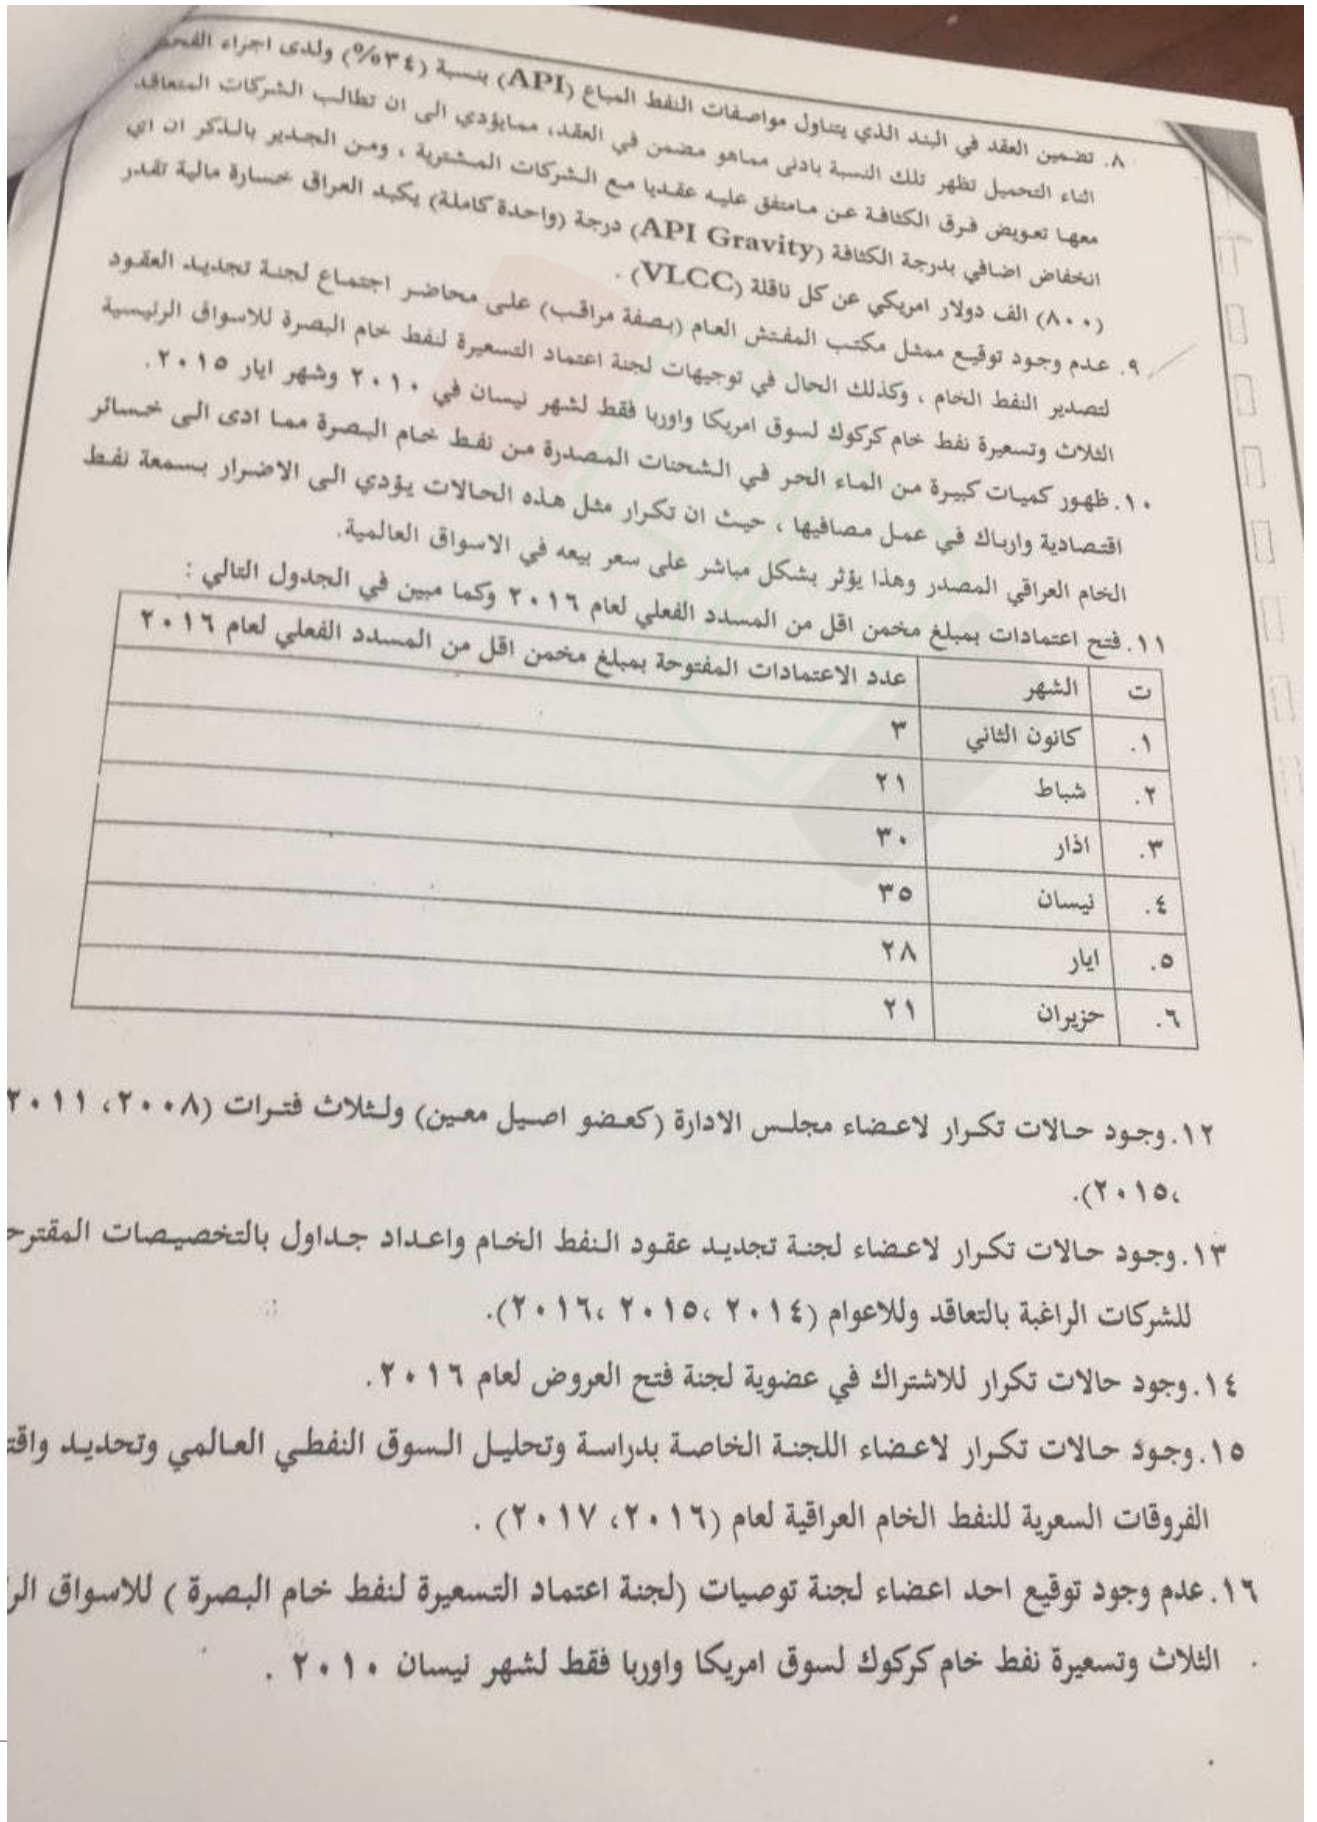 ٨. تضمين العقد في البند الذي يتناول مواصفات النفط المباع (API) بنسبة (٣٤%) ولدى اجراء الفحص
اثناء التحميل تظهر تلك النسبة بادنى مماهو مضمن في العقد، ممايؤدي الى ان تطالب الشركات المتعاقد
معها تعويض فرق الكثافة عن مامتفق عليه عقديا مع الشركات المشترية ، ومن الجدير بالذكر ان اي
انخفاض اضافي بدرجة الكثافة (API Gravity) درجة (واحدة كاملة) يكبد العراق خسارة مالية تقدر
(٨٠٠) الف دولار امريكي عن كل ناقلة (VLCC) .
٩. عدم وجود توقيع ممثل مكتب المفتش العام (بصفة مراقب) على محاضر اجتماع لجنة تجديد العقود
لتصدير النفط الخام ، وكذلك الحال في توجيهات لجنة اعتماد التسعيرة لنفط خام البصرة للاسواق الرئيسية
الثلاث وتسعيرة نفط خام كركوك لسوق امريكا واوربا فقط لشهر نيسان في ٢٠١٠ وشهر ايار ٢٠١٥ .
١٠. ظهور كميات كبيرة من الماء الحر في الشحنات المصدرة من نفط خام البصرة مما ادى الى خسائر
اقتصادية وارباك في عمل مصافيها ، حيث ان تكرار مثل هذه الحالات يؤدي الى الاضرار بسمعة نفط
الخام العراقي المصدر وهذا يؤثر بشكل مباشر على سعر بيعه في الاسواق العالمية.
١١. فتح اعتمادات بمبلغ مخمن اقل من المسدد الفعلي لعام ٢٠١٦ وكما مبين في الجدول التالي :
ت الشهر عدد الاعتمادات المفتوحة بمبلغ مخمن اقل من المسدد الفعلي لعام ٢٠١٦
١. كانون الثاني ٣
٢. شباط ٢١
٣. اذار ٣٠
٤. نيسان ٣٥
٥. ايار ٢٨
٦. حزيران ٢١
١٢. وجود حالات تكرار لاعضاء مجلس الادارة (كعضو اصيل معين) ولثلاث فترات (٢٠٠٨، ٢٠١١
،٢٠١٥).
١٣. وجود حالات تكرار لاعضاء لجنة تجديد عقود النفط الخام واعداد جداول بالتخصيصات المقترح
للشركات الراغبة بالتعاقد وللاعوام (٢٠١٤ ،٢٠١٥ ،٢٠١٦).
١٤. وجود حالات تكرار للاشتراك في عضوية لجنة فتح العروض لعام ٢٠١٦ .
١٥. وجود حالات تكرار لاعضاء اللجنة الخاصة بدراسة وتحليل السوق النفطي العالمي وتحديد واقت
الفروقات السعرية للنفط الخام العراقية لعام (٢٠١٦، ٢٠١٧) .
١٦. عدم وجود توقيع احد اعضاء لجنة توصيات (لجنة اعتماد التسعيرة لنفط خام البصرة ) للاسواق الر
الثلاث وتسعيرة نفط خام كركوك لسوق امريكا واوربا فقط لشهر نيسان ٢٠١٠ .